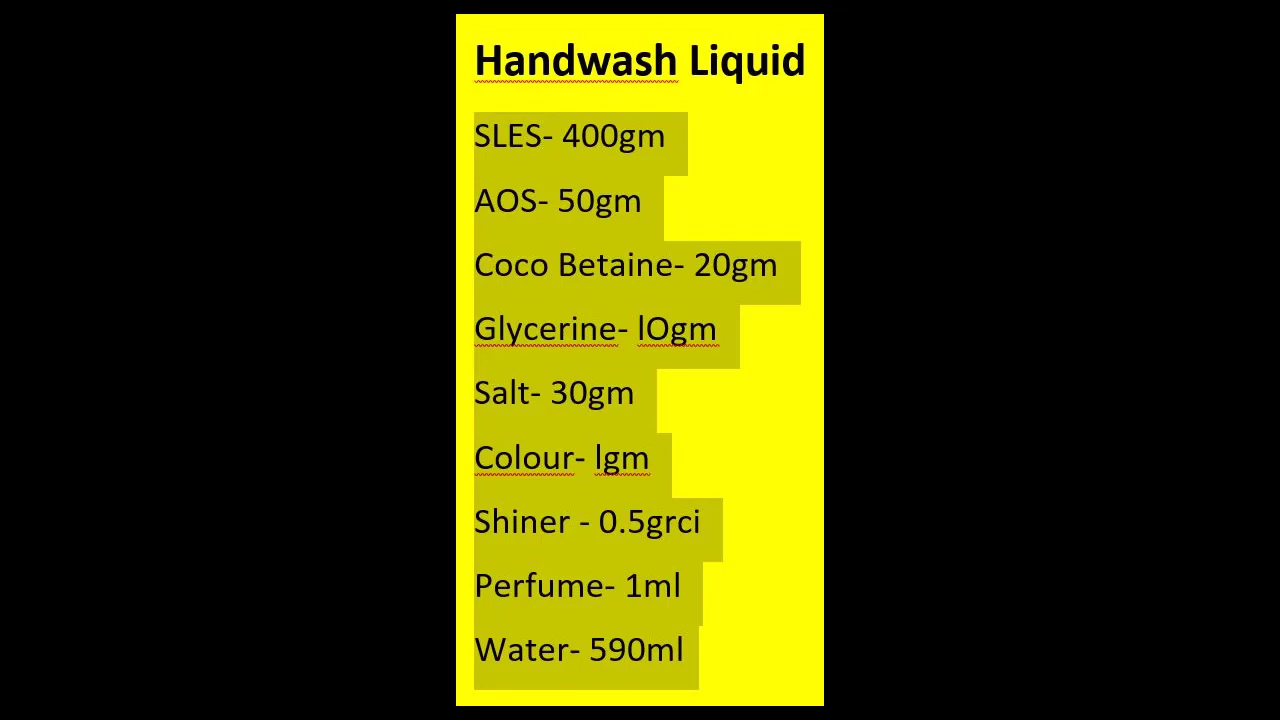 Handwash Liquid
SLES- 400gm
AOS- 50gm
Coco Betaine- 20gm
Glycerine- lOgm
Salt- 30gm
Colour- lgm
Shiner - 0.5grci
Perfume- 1ml
Water- 590ml